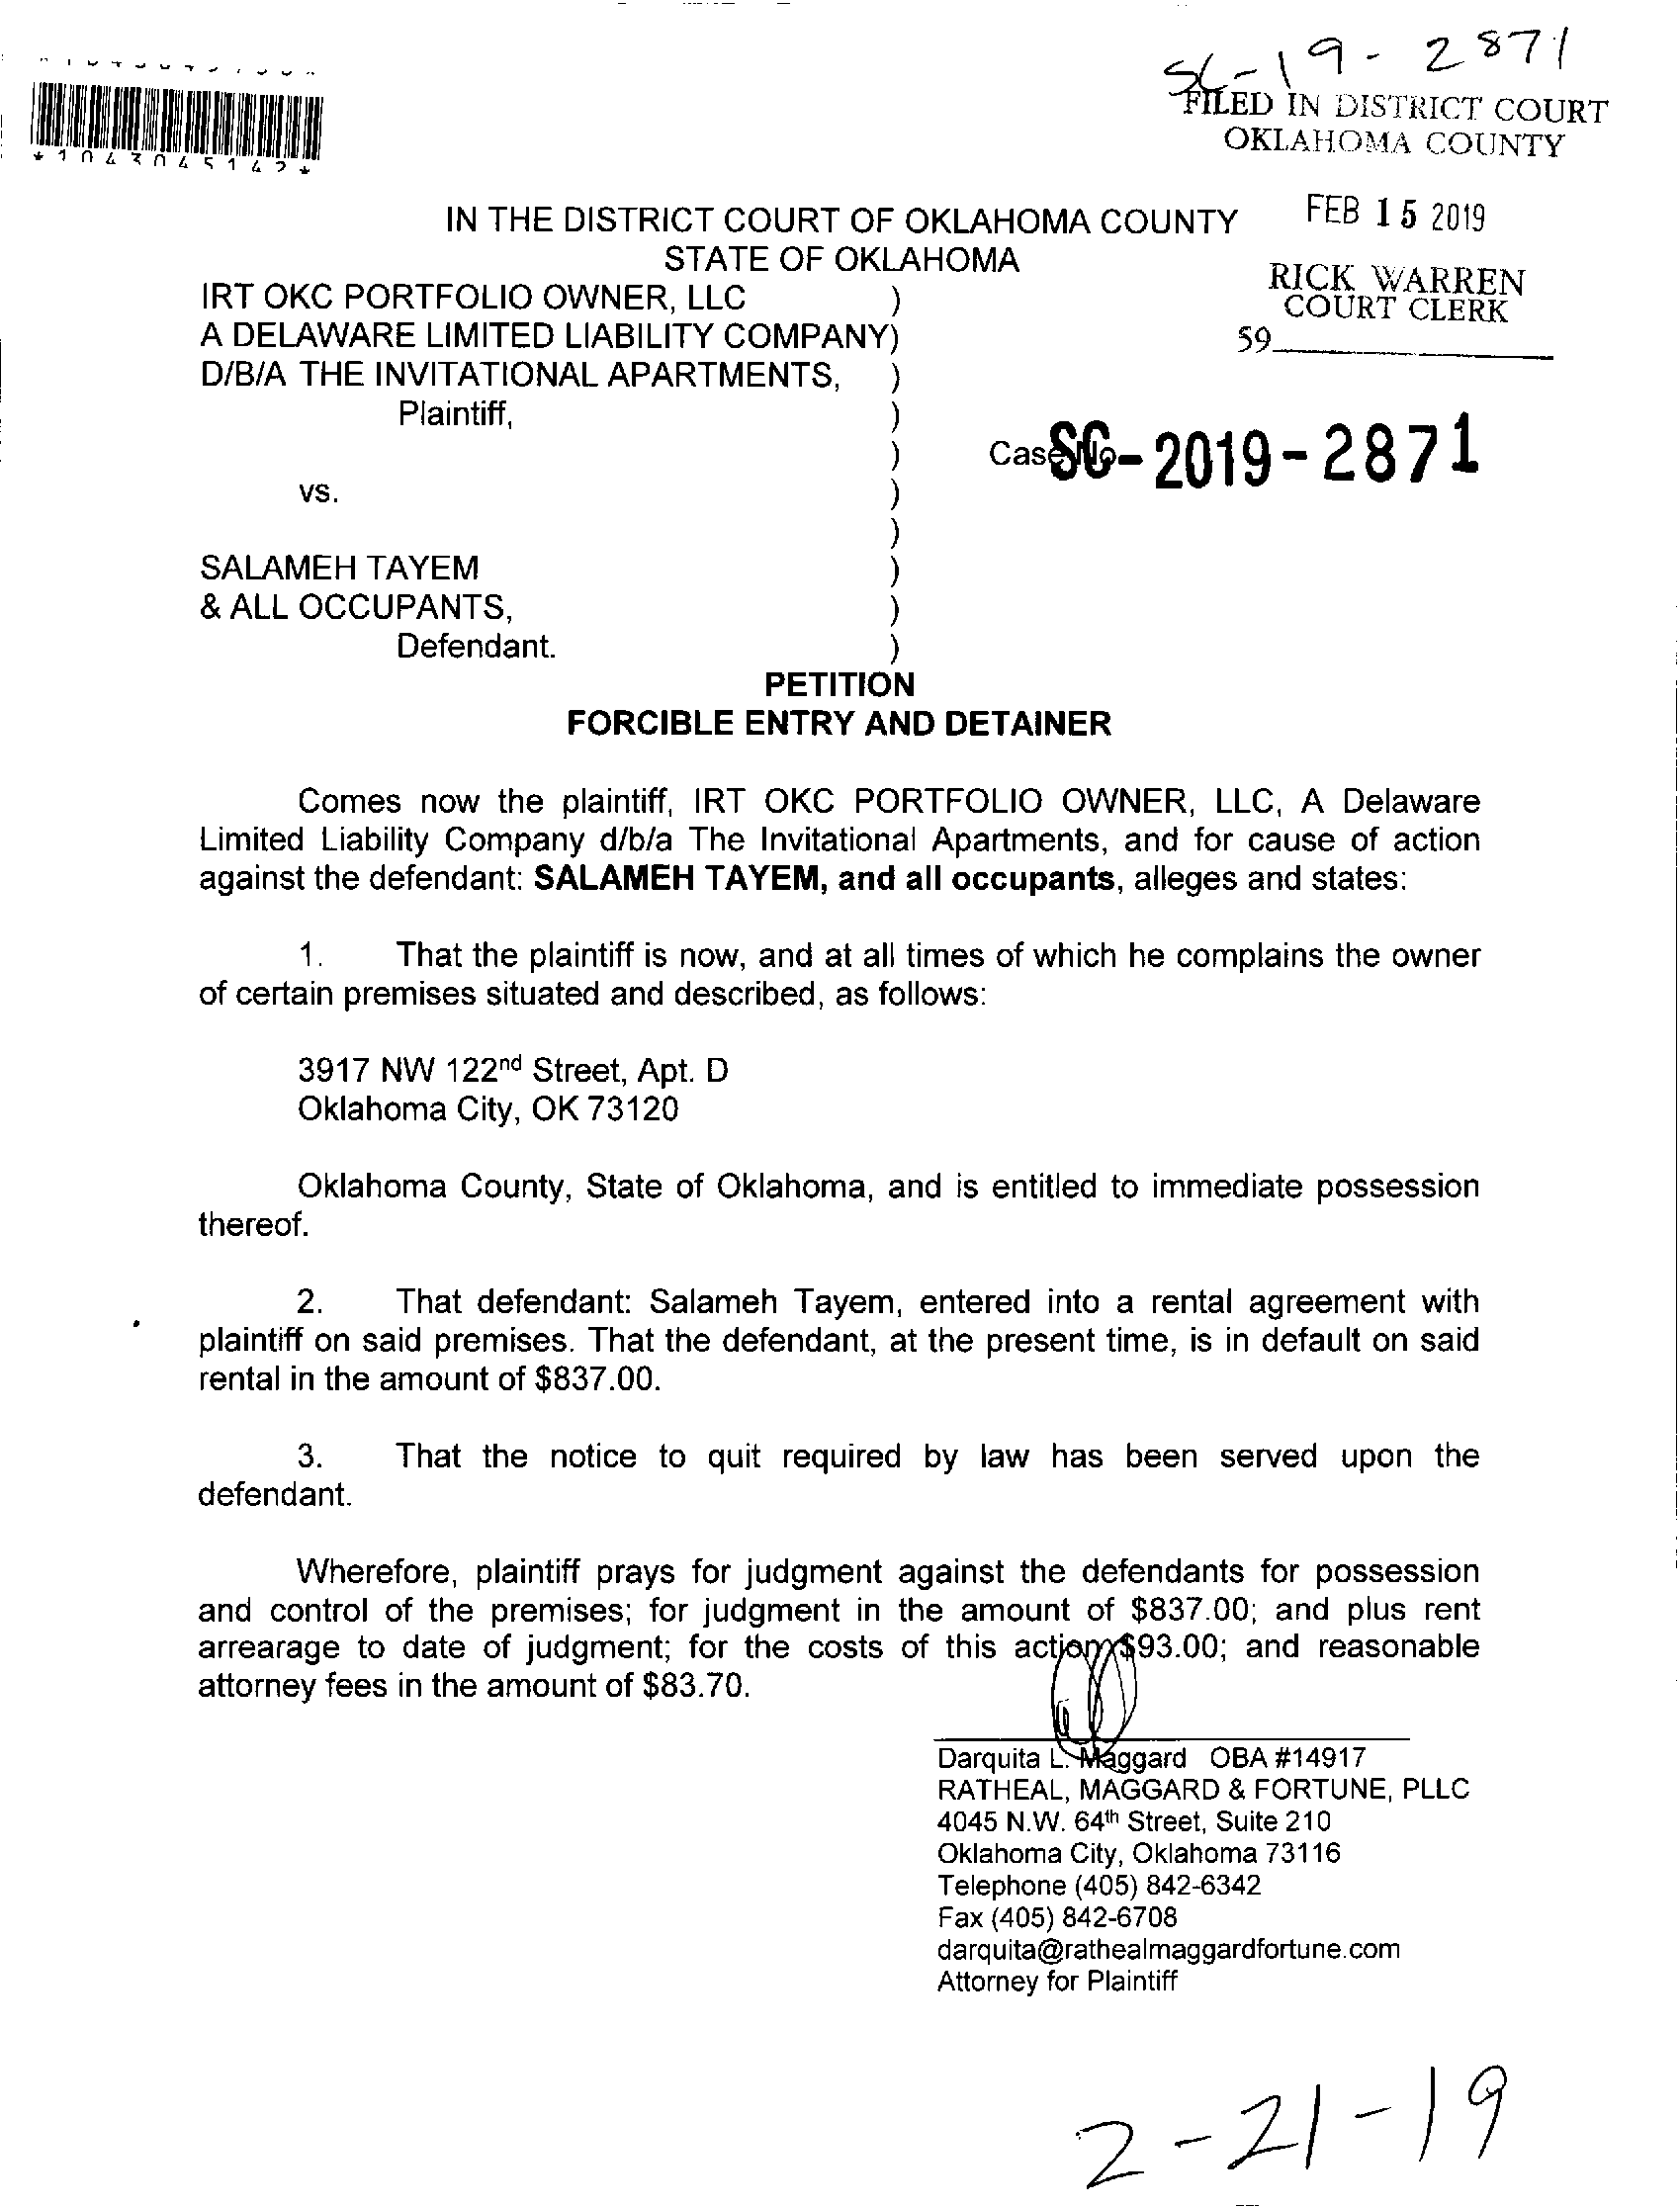 SC-19-2871
FILED IN DISTRICT COURT
OKLAHOMA COUNTY
*1043045142*
FEB 15 2019
RICK WARREN
COURT CLERK
59
IN THE DISTRICT COURT OF OKLAHOMA COUNTY
STATE OF OKLAHOMA
IRT OKC PORTFOLIO OWNER, LLC )
A DELAWARE LIMITED LIABILITY COMPANY)
D/B/A THE INVITATIONAL APARTMENTS, )
Plaintiff, )
) Case No. SC-2019-2871
vs. )
)
SALAMEH TAYEM )
& ALL OCCUPANTS, )
Defendant. )
PETITION
FORCIBLE ENTRY AND DETAINER
Comes now the plaintiff, IRT OKC PORTFOLIO OWNER, LLC, A Delaware
Limited Liability Company d/b/a The Invitational Apartments, and for cause of action
against the defendant: SALAMEH TAYEM, and all occupants, alleges and states:
1. That the plaintiff is now, and at all times of which he complains the owner
of certain premises situated and described, as follows:
3917 NW 122nd Street, Apt. D
Oklahoma City, OK 73120
Oklahoma County, State of Oklahoma, and is entitled to immediate possession
thereof.
2. That defendant: Salameh Tayem, entered into a rental agreement with
plaintiff on said premises. That the defendant, at the present time, is in default on said
rental in the amount of $837.00.
3. That the notice to quit required by law has been served upon the
defendant.
Wherefore, plaintiff prays for judgment against the defendants for possession
and control of the premises; for judgment in the amount of $837.00; and plus rent
arrearage to date of judgment; for the costs of this action $93.00; and reasonable
attorney fees in the amount of $83.70.
Darquita L. Maggard OBA #14917
RATHEAL, MAGGARD & FORTUNE, PLLC
4045 N.W. 64th Street, Suite 210
Oklahoma City, Oklahoma 73116
Telephone (405) 842-6342
Fax (405) 842-6708
darquita@rathealmaggardfortune.com
Attorney for Plaintiff
2-21-19